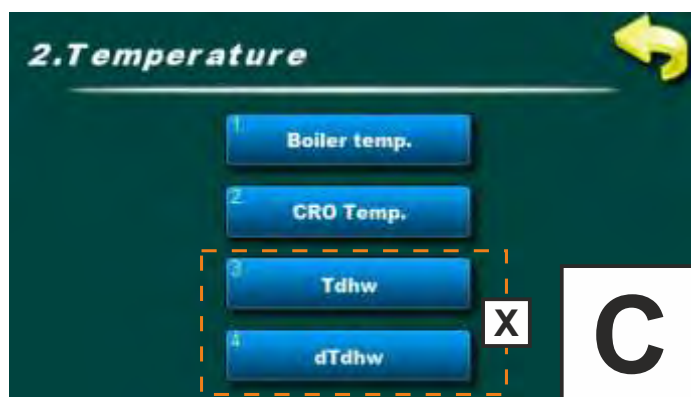 2.Temperature
1
Boiler temp.
2
CRO Temp.
3
Tdhw
X
4
dTdhw
C